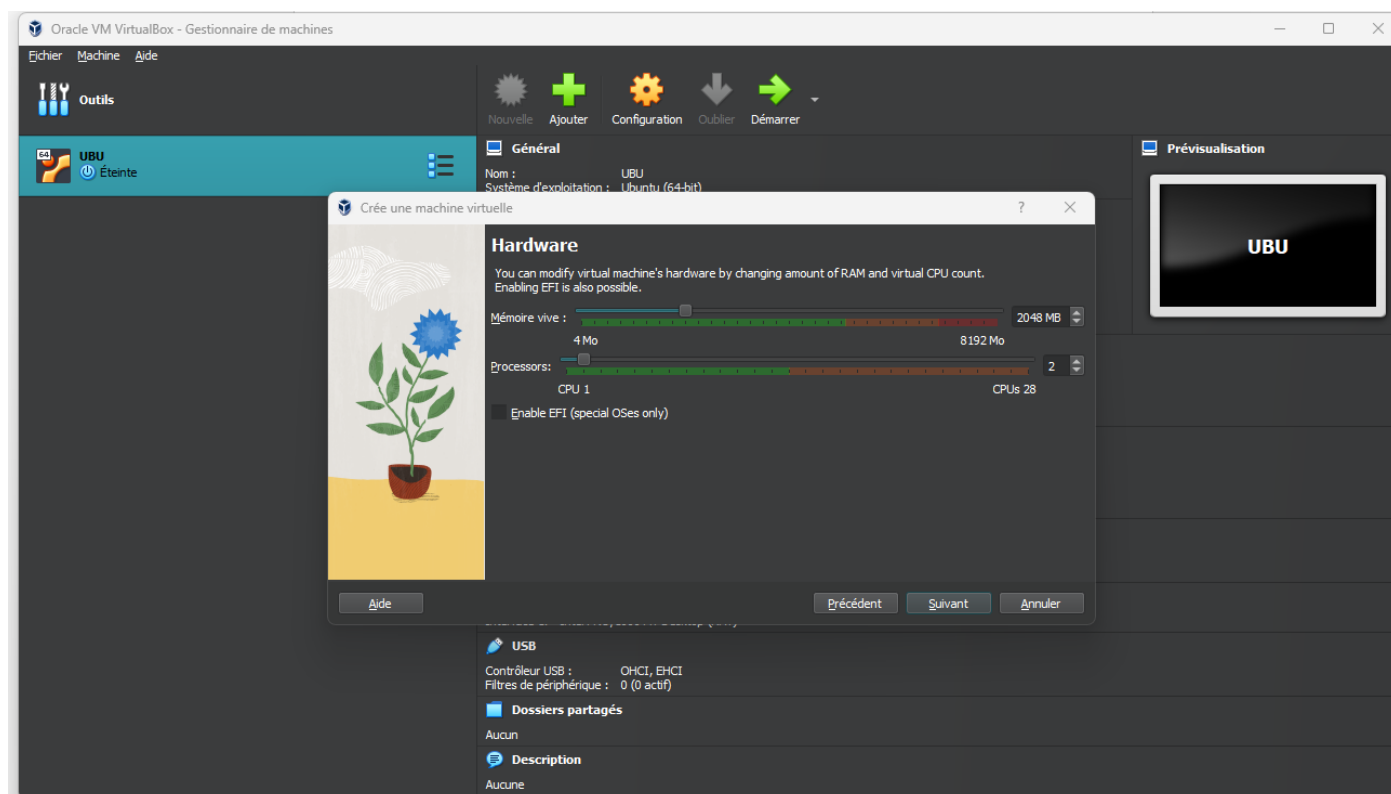 Oracle VM VirtualBox - Gestionnaire de machines
Fichier Machine Aide
Outils
Nouvelle Ajouter Configuration Oublier Démarrer
64
UBU
Éteinte
Général
Nom : UBU
Système d'exploitation : Ubuntu (64-bit)
Prévisualisation
UBU
Crée une machine virtuelle
Hardware
You can modify virtual machine's hardware by changing amount of RAM and virtual CPU count.
Enabling EFI is also possible.
Mémoire vive : 2048 MB
4 Mo 8192 Mo
Processors: 2
CPU 1 CPUs 28
Enable EFI (special OSes only)
Aide Précédent Suivant Annuler
USB
Contrôleur USB : OHCI, EHCI
Filtres de périphérique : 0 (0 actif)
Dossiers partagés
Aucun
Description
Aucune